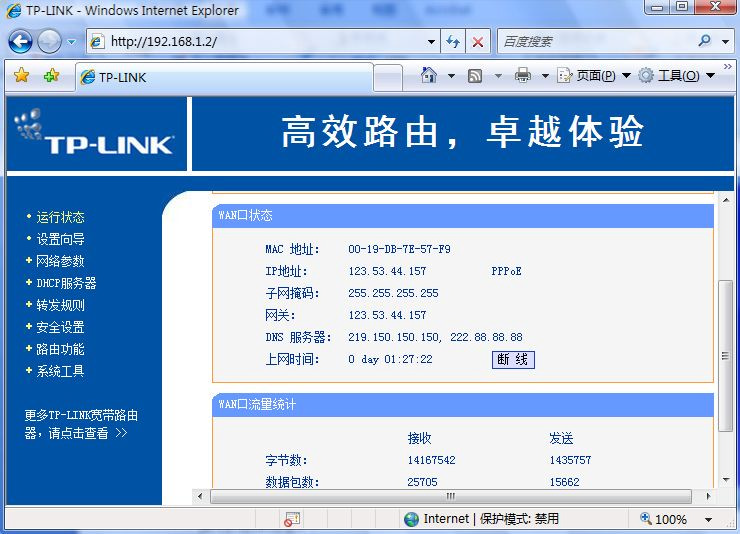 TP-LINK - Windows Internet Explorer
http://192.168.1.2/
百度搜索
TP-LINK
页面(P)
工具(O)
TP-LINK
高效路由，卓越体验
运行状态
设置向导
网络参数
DHCP服务器
转发规则
安全设置
路由功能
系统工具
更多TP-LINK宽带路由
器，请点击查看 >>
WAN口状态
MAC 地址: 00-19-DB-7E-57-F9
IP地址: 123.53.44.157 PPPoE
子网掩码: 255.255.255.255
网关: 123.53.44.157
DNS 服务器: 219.150.150.150, 222.88.88.88
上网时间: 0 day 01:27:22 断 线
WAN口流量统计
接收 发送
字节数: 14167542 1435757
数据包数: 25705 15662
Internet | 保护模式: 禁用
100%